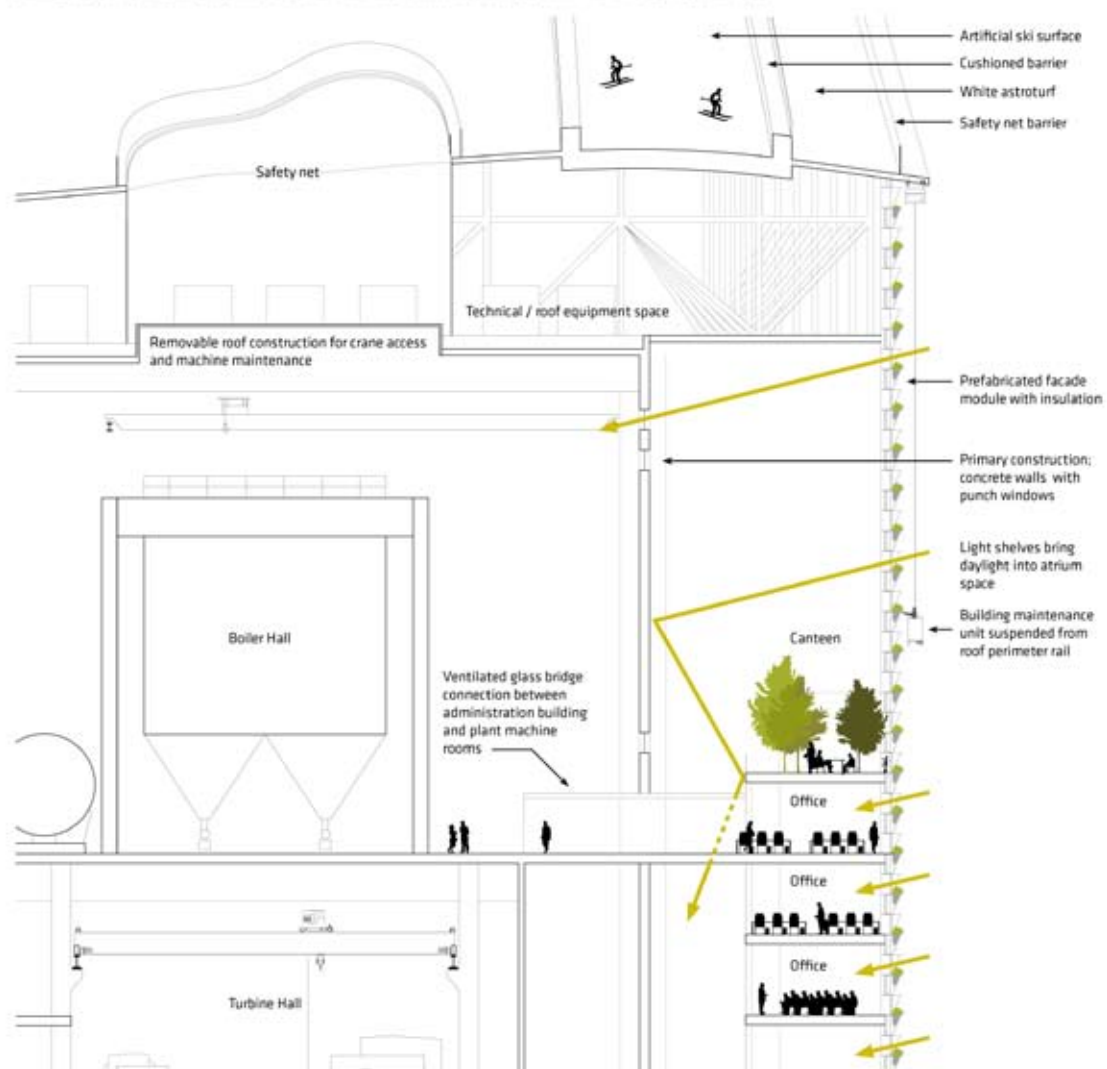 Artificial ski surface
Cushioned barrier
White astroturf
Safety net barrier
Safety net
Technical / roof equipment space
Removable roof construction for crane access
and machine maintenance
Prefabricated facade
module with insulation
Primary construction;
concrete walls with
punch windows
Light shelves bring
daylight into atrium
space
Building maintenance
unit suspended from
roof perimeter rail
Boiler Hall
Canteen
Ventilated glass bridge
connection between
administration building
and plant machine
rooms
Office
Office
Office
Turbine Hall